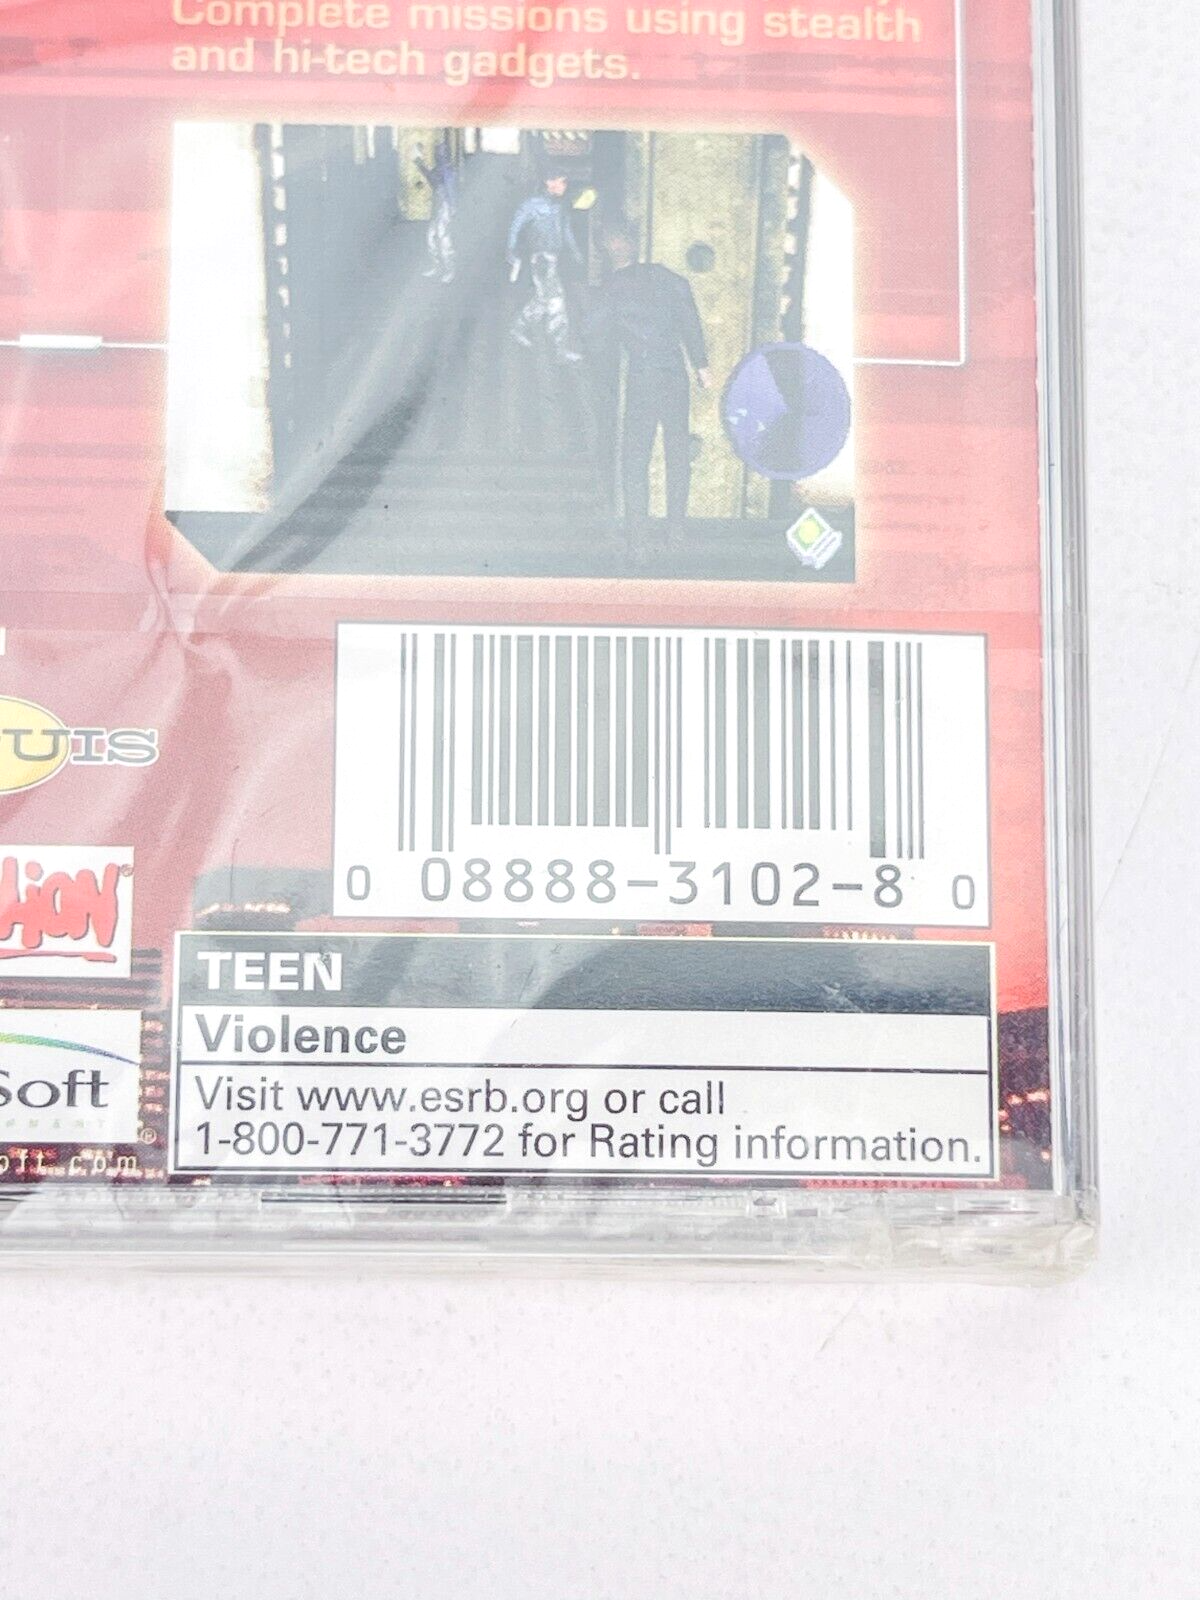 Complete missions using stealth
and hi-tech gadgets.
UIS
0 08888-3102-8 0
TEEN
Violence
Soft
Visit www.esrb.org or call
1-800-771-3772 for Rating information.